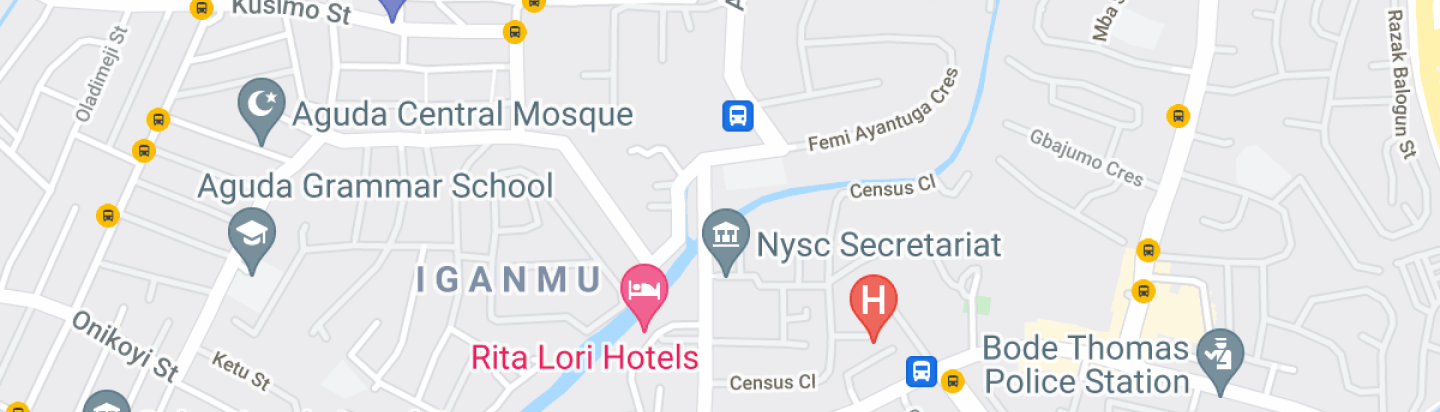 Kusimo St
Oladimeji St
Mba
Razak Balogun St
Aguda Central Mosque
Femi Ayantuga Cres
Gbajumo Cres
Aguda Grammar School
Census Cl
Nysc Secretariat
IGANMU
H
Onikoyi St
Ketu St
Rita Lori Hotels
Bode Thomas
Police Station
Census Cl